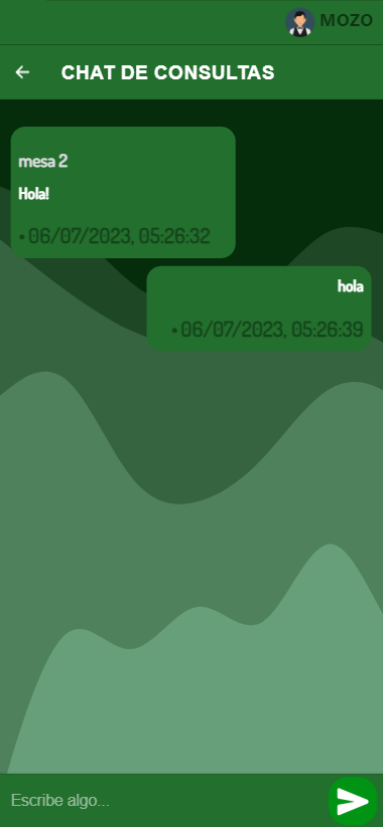 MOZO
CHAT DE CONSULTAS
mesa 2
Hola!
• 06/07/2023, 05:26:32
hola
• 06/07/2023, 05:26:39
Escribe algo...